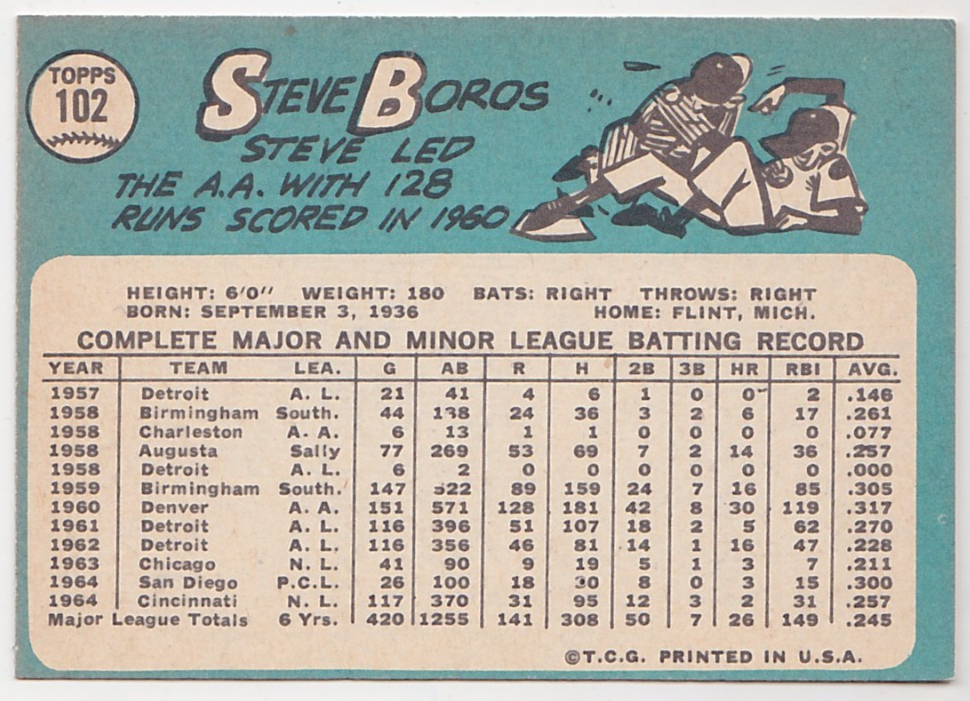 TOPPS
102
STEVE BOROS
STEVE LED
THE A.A. WITH 128
RUNS SCORED IN 1960
HEIGHT: 6'0" WEIGHT: 180 BATS: RIGHT THROWS: RIGHT
BORN: SEPTEMBER 3, 1936 HOME: FLINT, MICH.
COMPLETE MAJOR AND MINOR LEAGUE BATTING RECORD
YEAR TEAM LEA. G AB R H 2B 3B HR RBI AVG.
1957 Detroit A. L. 21 41 4 6 1 0 0 2 .146
1958 Birmingham South. 44 138 24 36 3 2 6 17 .261
1958 Charleston A. A. 6 13 1 1 0 0 0 0 .077
1958 Augusta Sally 77 269 53 69 7 2 14 36 .257
1958 Detroit A. L. 6 2 0 0 0 0 0 0 .000
1959 Birmingham South. 147 522 89 159 24 7 16 85 .305
1960 Denver A. A. 151 571 128 181 42 8 30 119 .317
1961 Detroit A. L. 116 396 51 107 18 2 5 62 .270
1962 Detroit A. L. 116 356 46 81 14 1 16 47 .228
1963 Chicago N. L. 41 90 9 19 5 1 3 7 .211
1964 San Diego P.C.L. 26 100 18 30 8 0 3 15 .300
1964 Cincinnati N. L. 117 370 31 95 12 3 2 31 .257
Major League Totals 6 Yrs. 420 1255 141 308 50 7 26 149 .245
©T.C.G. PRINTED IN U.S.A.